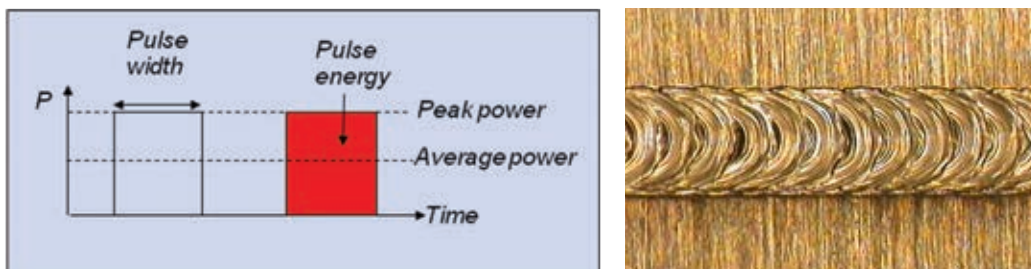 Pulse
width
Pulse
energy
P
Peak power
Average power
Time